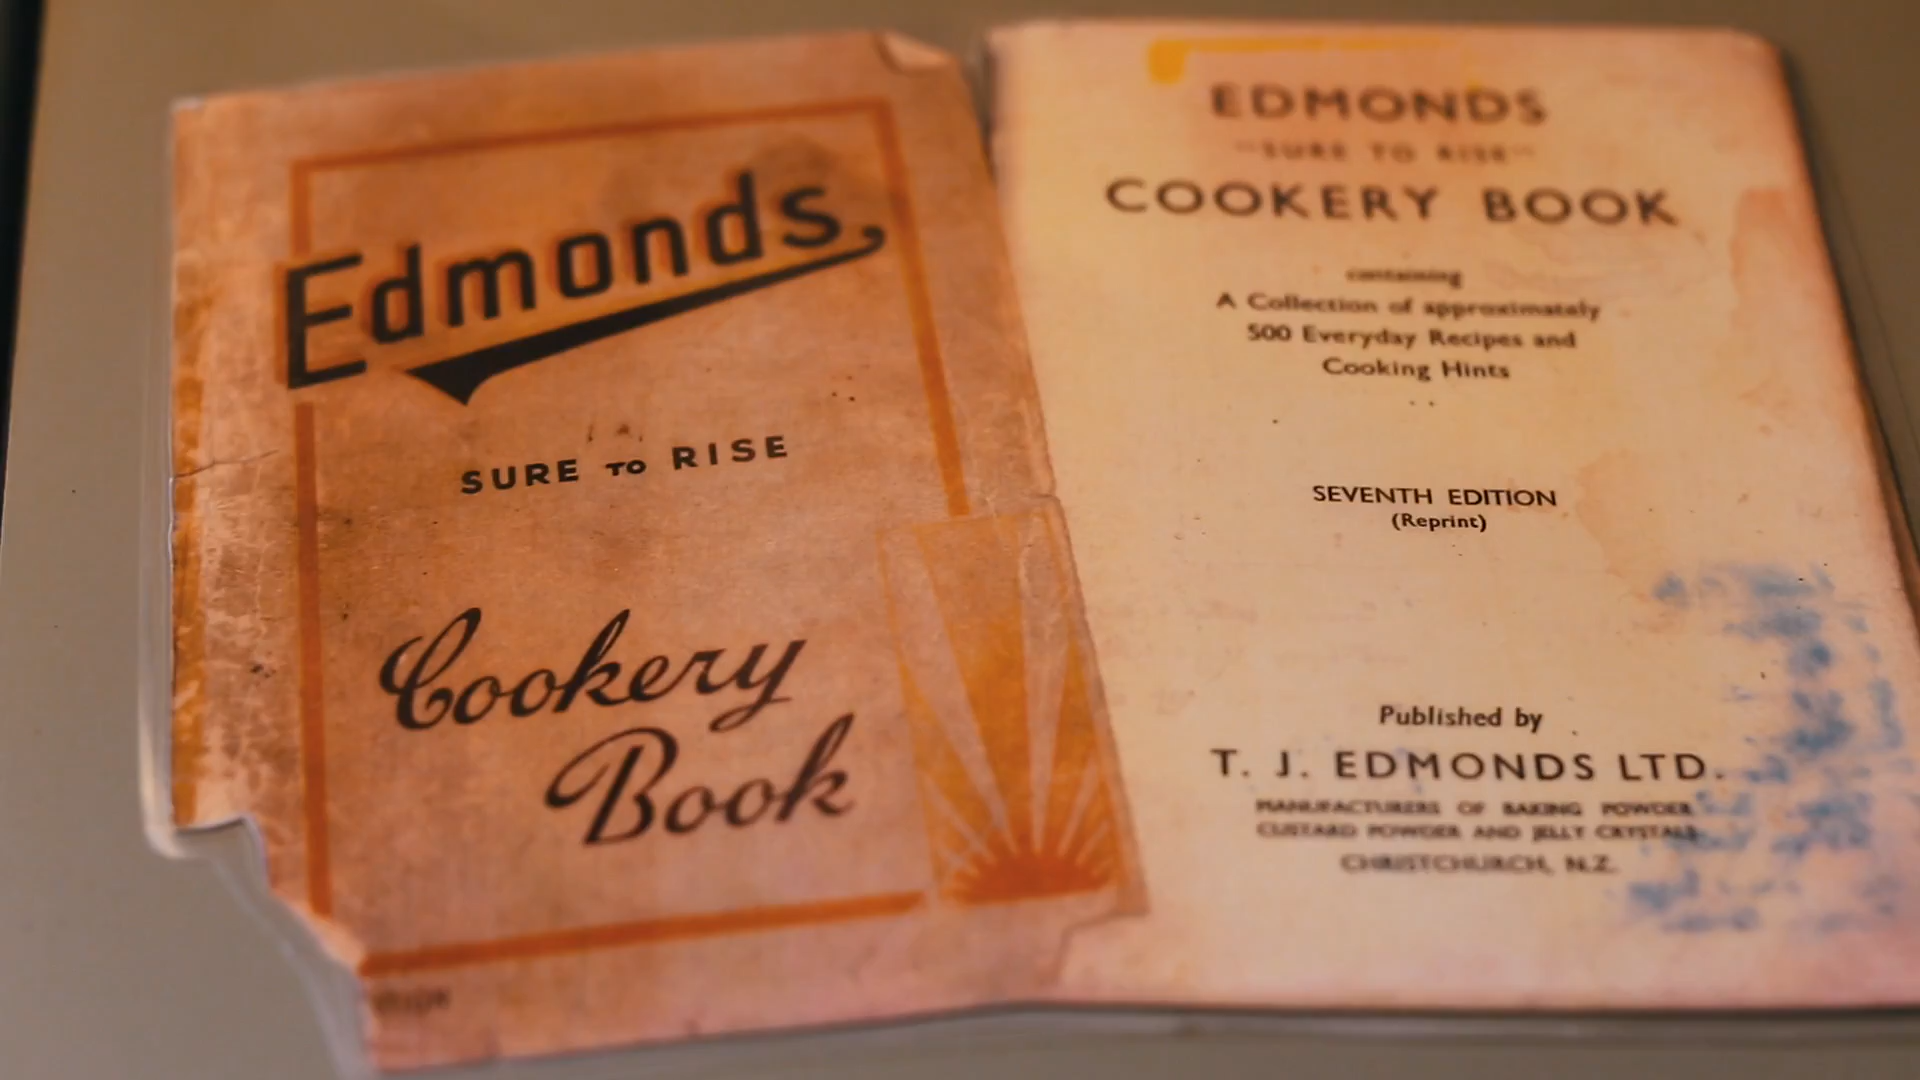 Edmonds
SURE TO RISE
Cookery
Book
EDMONDS
"SURE TO RISE"
COOKERY BOOK
containing
A Collection of approximately
500 Everyday Recipes and
Cooking Hints
SEVENTH EDITION
(Reprint)
Published by
T. J. EDMONDS LTD.
MANUFACTURERS OF BAKING POWDER
CUSTARD POWDER AND JELLY CRYSTALS
CHRISTCHURCH, N.Z.